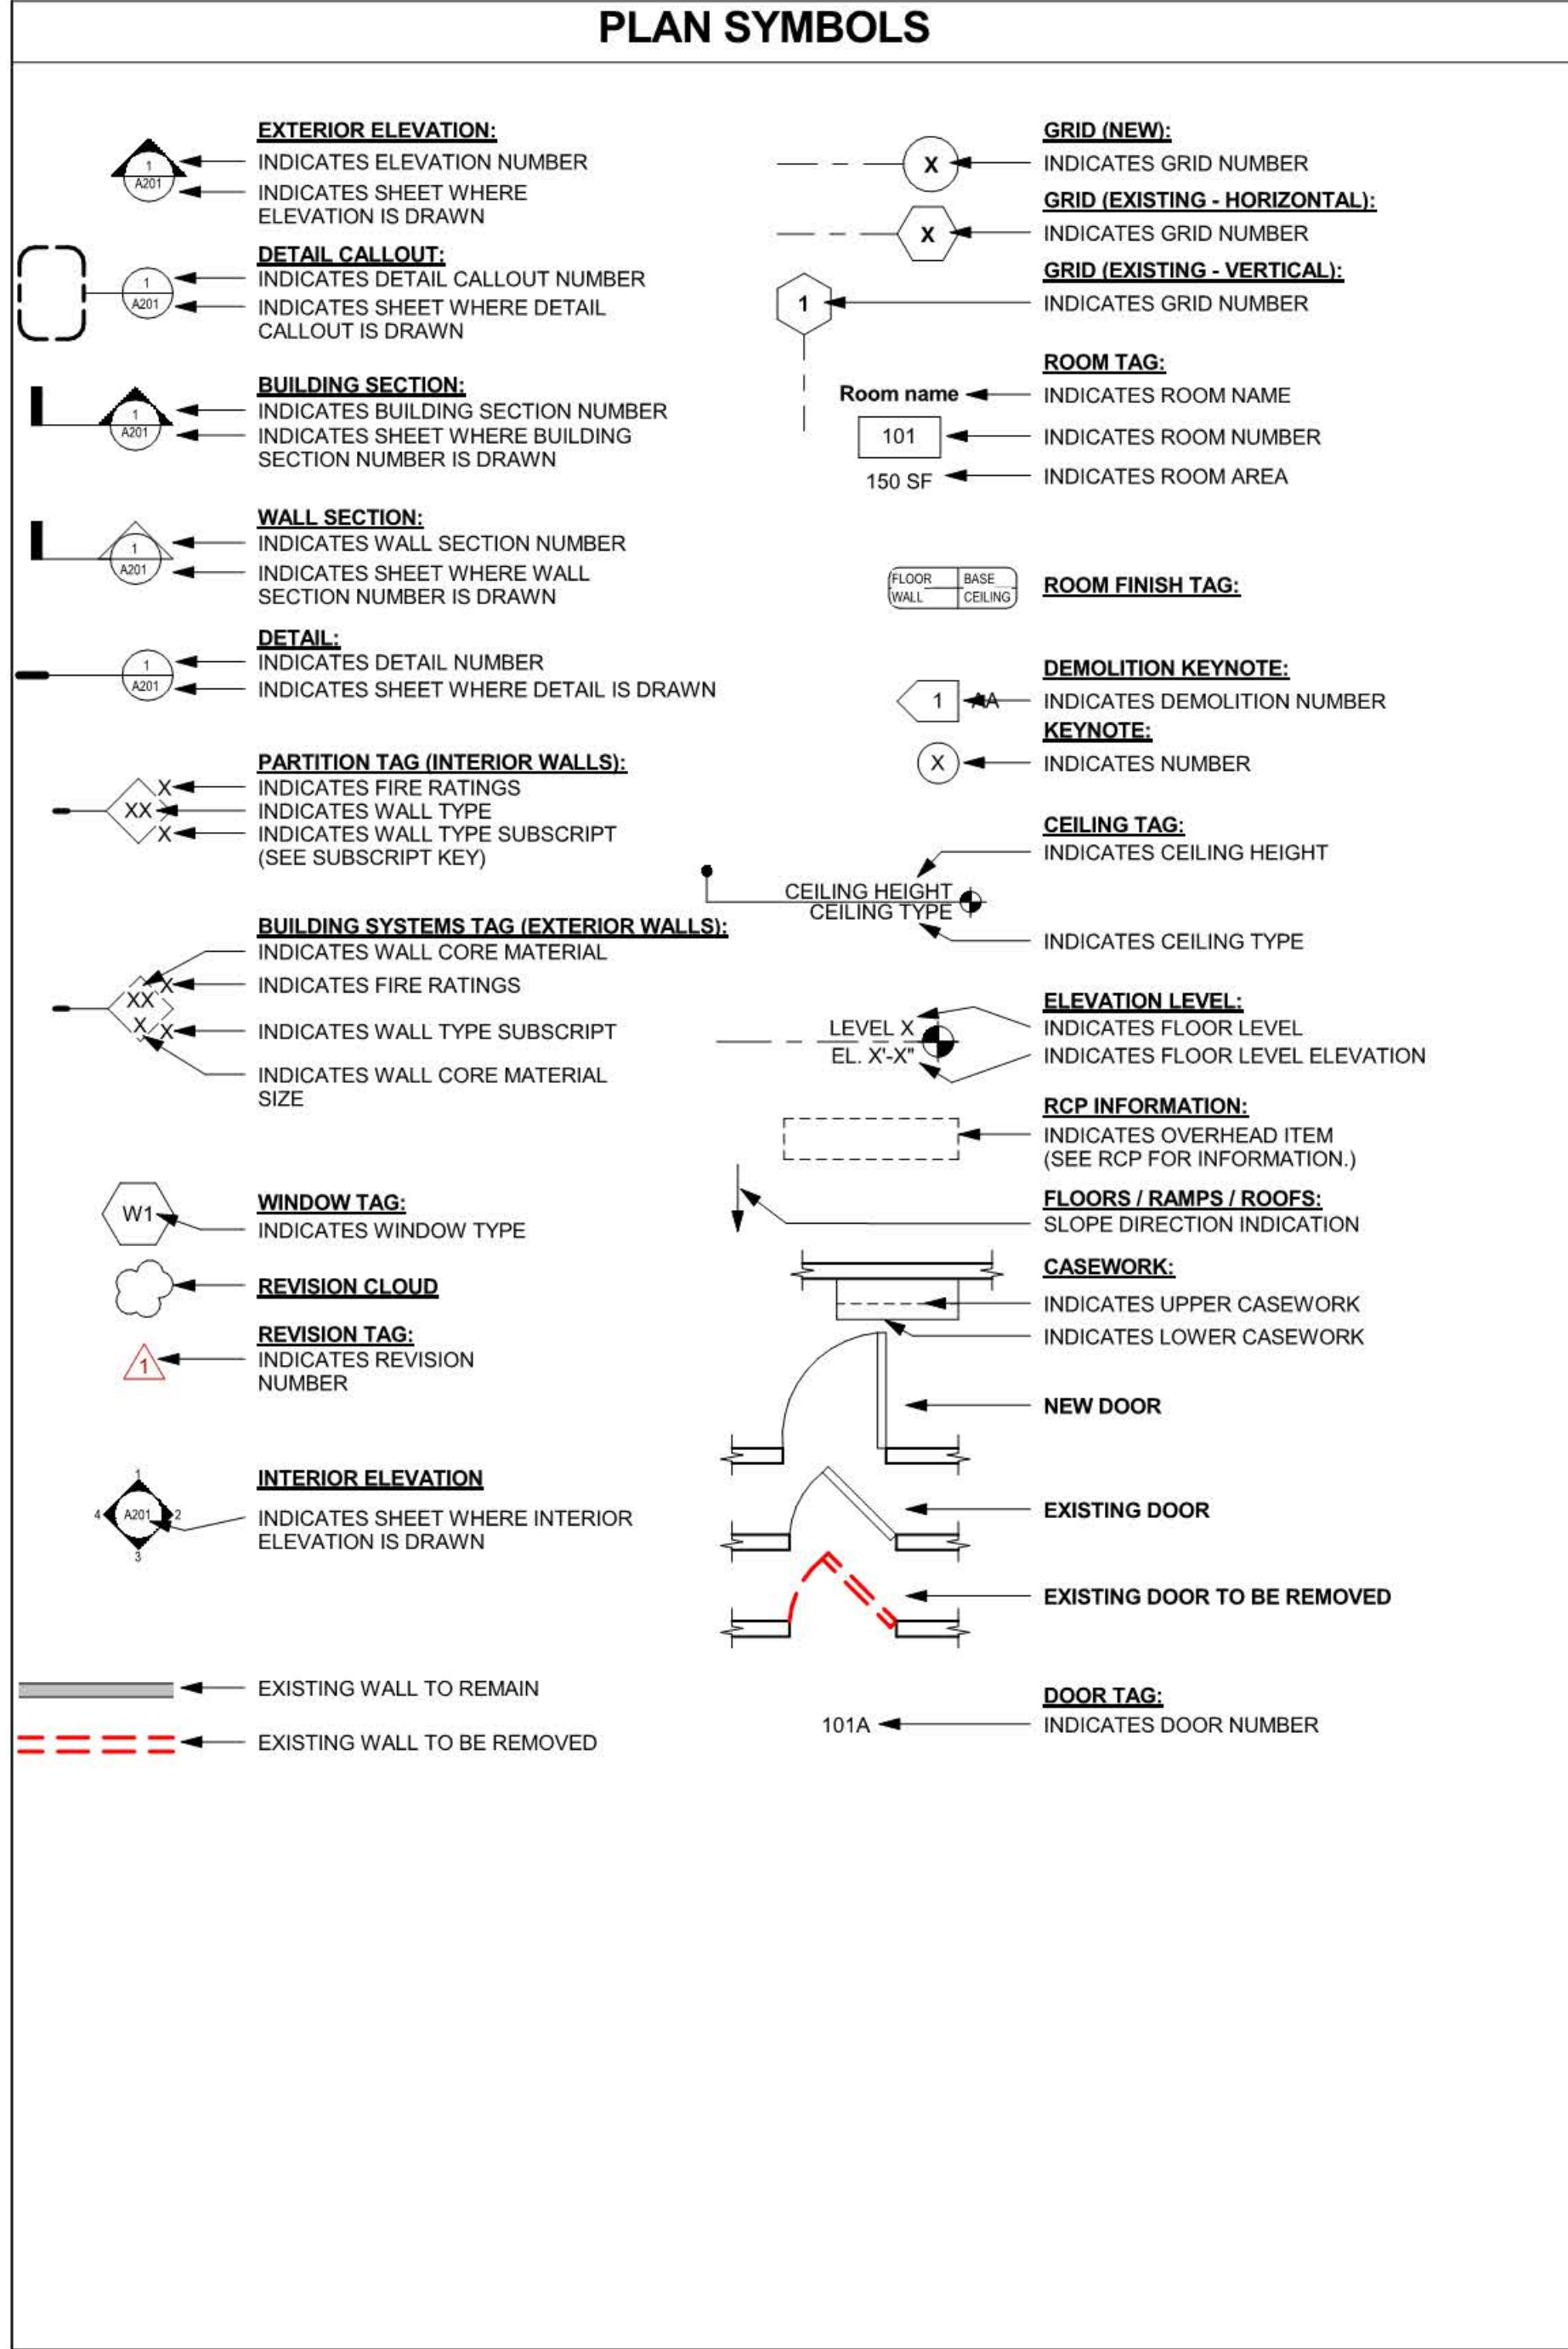 PLAN SYMBOLS
EXTERIOR ELEVATION:
1
INDICATES ELEVATION NUMBER
A201
INDICATES SHEET WHERE
ELEVATION IS DRAWN
DETAIL CALLOUT:
1
INDICATES DETAIL CALLOUT NUMBER
A201
INDICATES SHEET WHERE DETAIL
CALLOUT IS DRAWN
BUILDING SECTION:
1
INDICATES BUILDING SECTION NUMBER
A201
INDICATES SHEET WHERE BUILDING
SECTION NUMBER IS DRAWN
WALL SECTION:
1
INDICATES WALL SECTION NUMBER
A201
INDICATES SHEET WHERE WALL
SECTION NUMBER IS DRAWN
DETAIL:
1
INDICATES DETAIL NUMBER
A201
INDICATES SHEET WHERE DETAIL IS DRAWN
PARTITION TAG (INTERIOR WALLS):
X
INDICATES FIRE RATINGS
XX
INDICATES WALL TYPE
X
INDICATES WALL TYPE SUBSCRIPT
(SEE SUBSCRIPT KEY)
BUILDING SYSTEMS TAG (EXTERIOR WALLS):
INDICATES WALL CORE MATERIAL
X
INDICATES FIRE RATINGS
XX
X X
INDICATES WALL TYPE SUBSCRIPT
INDICATES WALL CORE MATERIAL
SIZE
WINDOW TAG:
W1
INDICATES WINDOW TYPE
REVISION CLOUD
REVISION TAG:
1
INDICATES REVISION
NUMBER
INTERIOR ELEVATION
1
4 A201 2
3
INDICATES SHEET WHERE INTERIOR
ELEVATION IS DRAWN
EXISTING WALL TO REMAIN
EXISTING WALL TO BE REMOVED
GRID (NEW):
X
INDICATES GRID NUMBER
GRID (EXISTING - HORIZONTAL):
X
INDICATES GRID NUMBER
GRID (EXISTING - VERTICAL):
1
INDICATES GRID NUMBER
ROOM TAG:
Room name
INDICATES ROOM NAME
101
INDICATES ROOM NUMBER
150 SF
INDICATES ROOM AREA
FLOOR BASE
WALL CEILING
ROOM FINISH TAG:
DEMOLITION KEYNOTE:
1 AA
INDICATES DEMOLITION NUMBER
KEYNOTE:
X
INDICATES NUMBER
CEILING TAG:
INDICATES CEILING HEIGHT
CEILING HEIGHT
CEILING TYPE
INDICATES CEILING TYPE
ELEVATION LEVEL:
LEVEL X
INDICATES FLOOR LEVEL
EL. X'-X"
INDICATES FLOOR LEVEL ELEVATION
RCP INFORMATION:
INDICATES OVERHEAD ITEM
(SEE RCP FOR INFORMATION.)
FLOORS / RAMPS / ROOFS:
SLOPE DIRECTION INDICATION
CASEWORK:
INDICATES UPPER CASEWORK
INDICATES LOWER CASEWORK
NEW DOOR
EXISTING DOOR
EXISTING DOOR TO BE REMOVED
DOOR TAG:
101A
INDICATES DOOR NUMBER